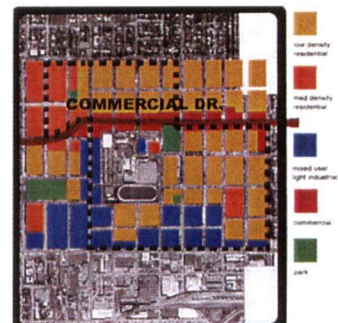 COMMERCIAL DR.
low density
residential
med density
residential
mixed use/
light industrial
commercial
park